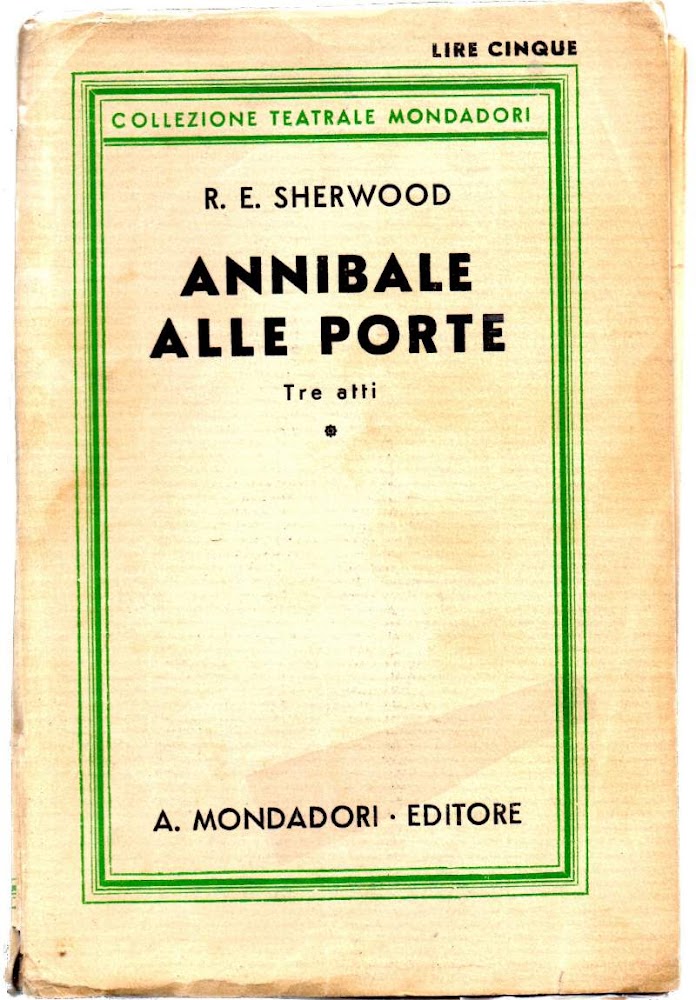 LIRE CINQUE
COLLEZIONE TEATRALE MONDADORI
R. E. SHERWOOD
ANNIBALE
ALLE PORTE
Tre atti
A. MONDADORI · EDITORE